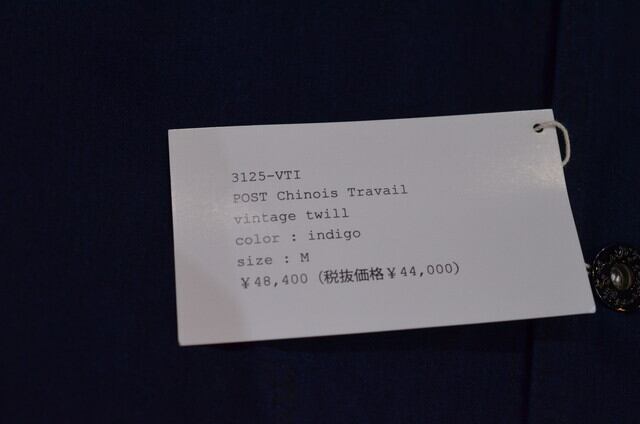 3125-VTI
POST Chinois Travail
vintage twill
color : indigo
size : M
￥48,400 (税抜価格￥44,000)